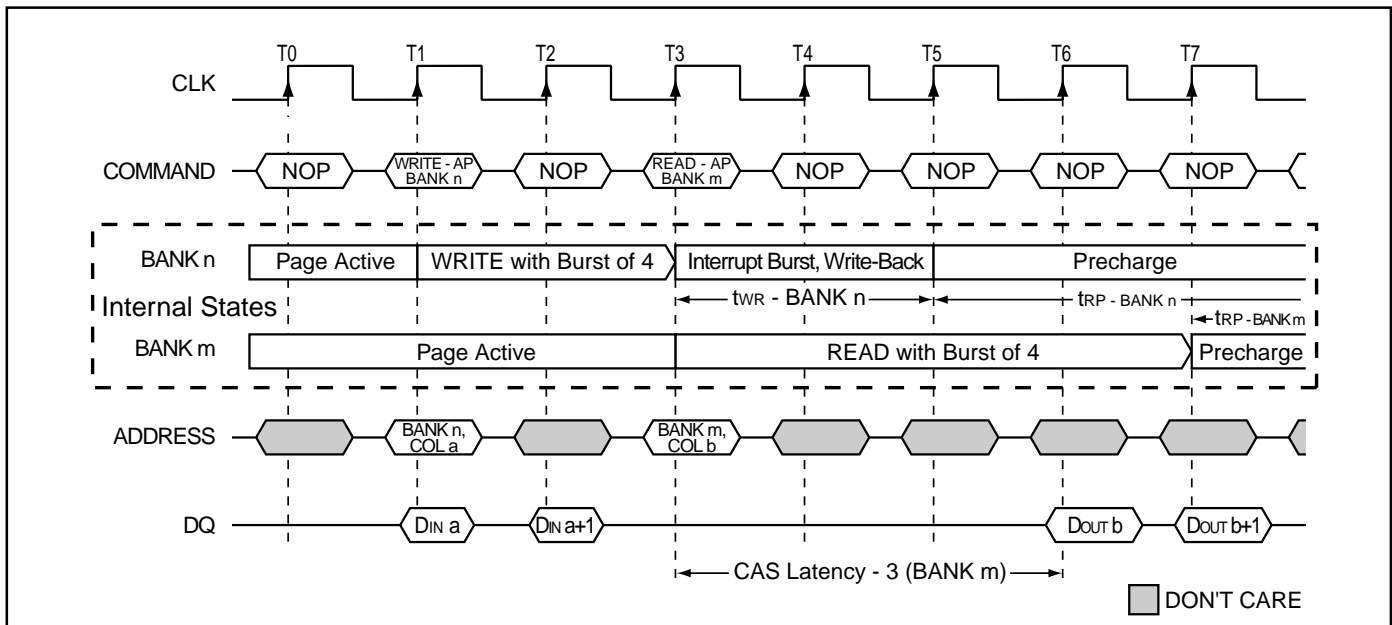 T0 T1 T2 T3 T4 T5 T6 T7
CLK
COMMAND NOP WRITE - AP BANK n NOP READ - AP BANK m NOP NOP NOP NOP
BANK n Page Active WRITE with Burst of 4 Interrupt Burst, Write-Back Precharge
tWR - BANK n tRP - BANK n
Internal States
tRP - BANK m
BANK m Page Active READ with Burst of 4 Precharge
ADDRESS BANK n, COL a BANK m, COL b
DQ DIN a DIN a+1 DOUT b DOUT b+1
CAS Latency - 3 (BANK m)
DON'T CARE